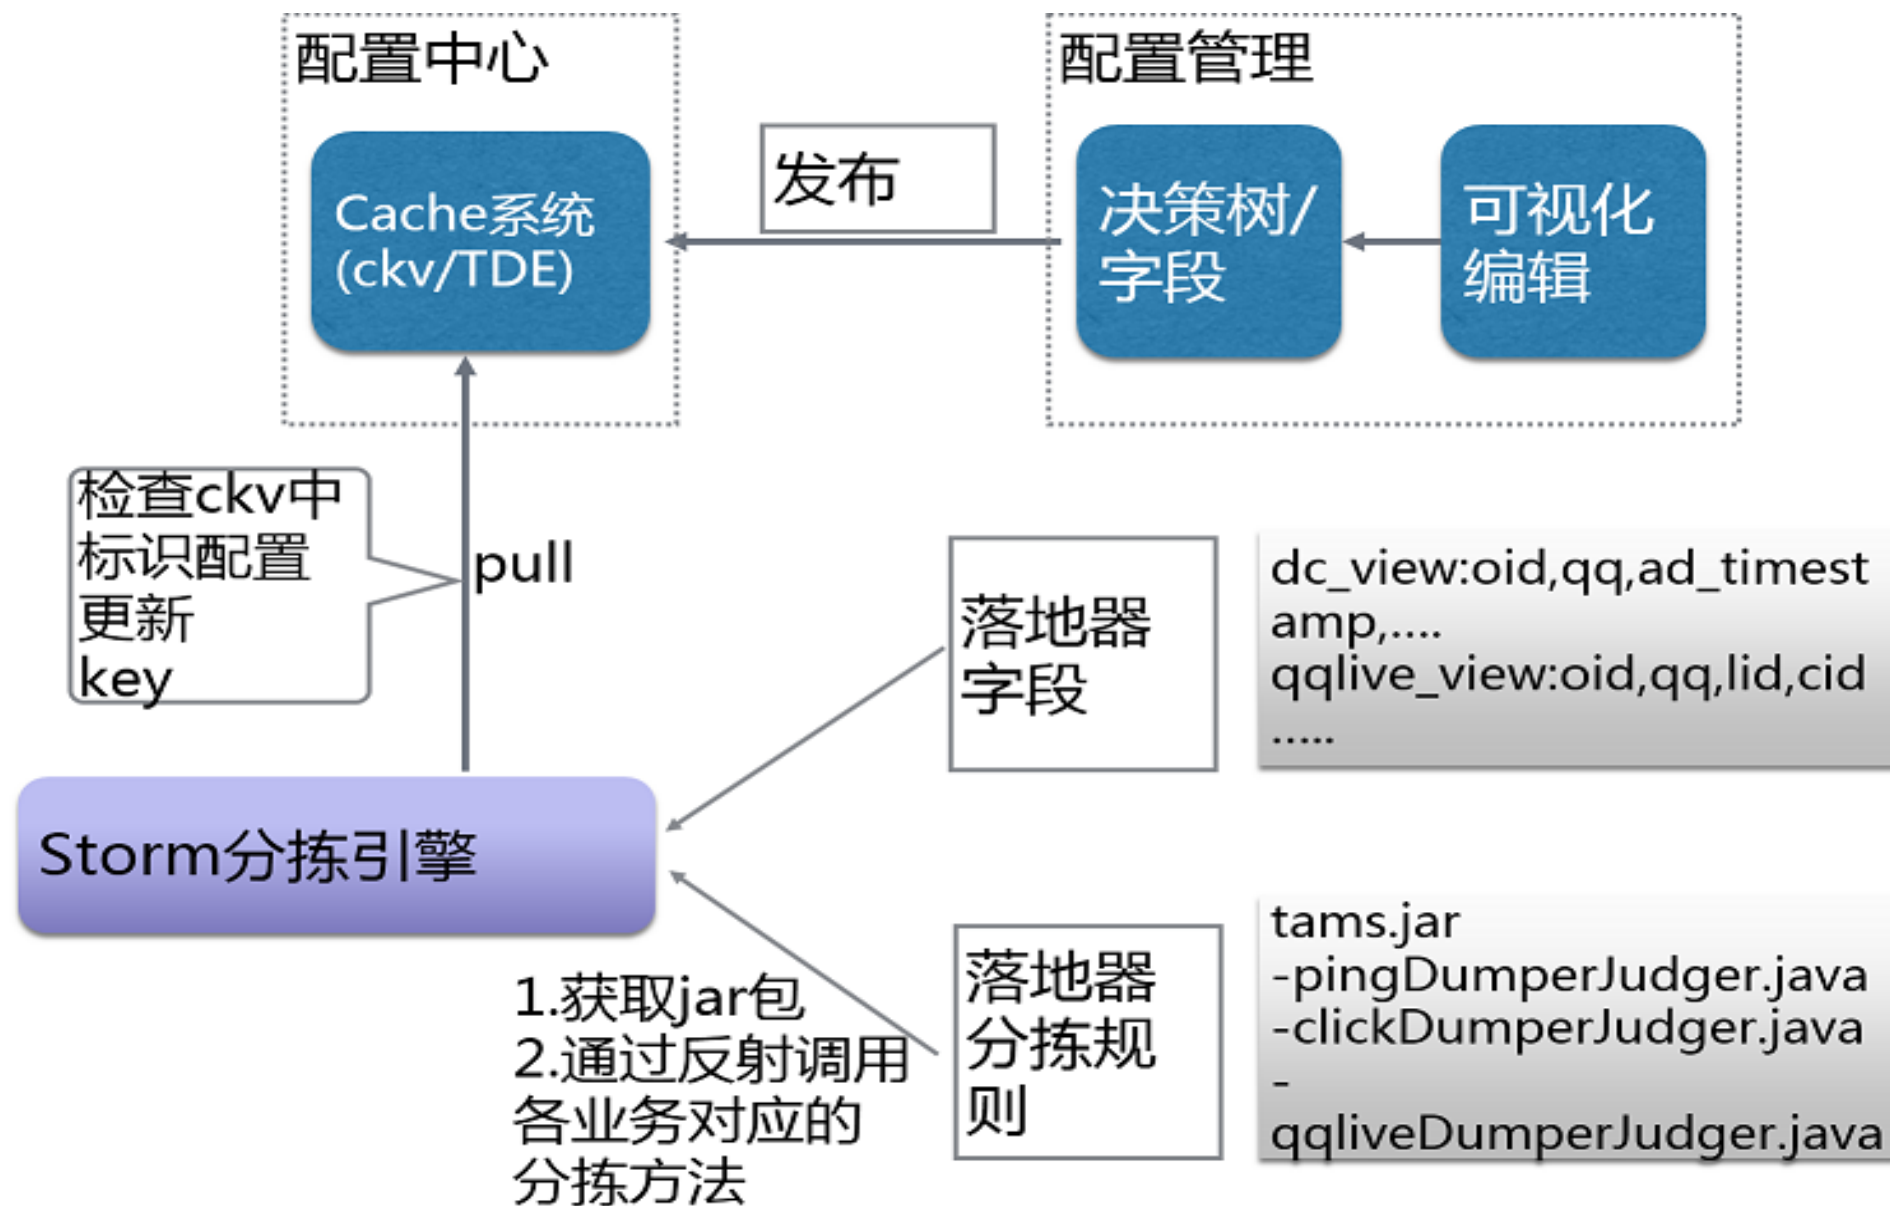 配置中心
Cache系统
(ckv/TDE)
发布
配置管理
决策树/
字段
可视化
编辑
检查ckv中
标识配置
更新
key
pull
Storm分拣引擎
落地器
字段
dc_view:oid,qq,ad_timest
amp,....
qqlive_view:oid,qq,lid,cid
.....
1.获取jar包
2.通过反射调用
各业务对应的
分拣方法
落地器
分拣规
则
tams.jar
-pingDumperJudger.java
-clickDumperJudger.java
-
qqliveDumperJudger.java